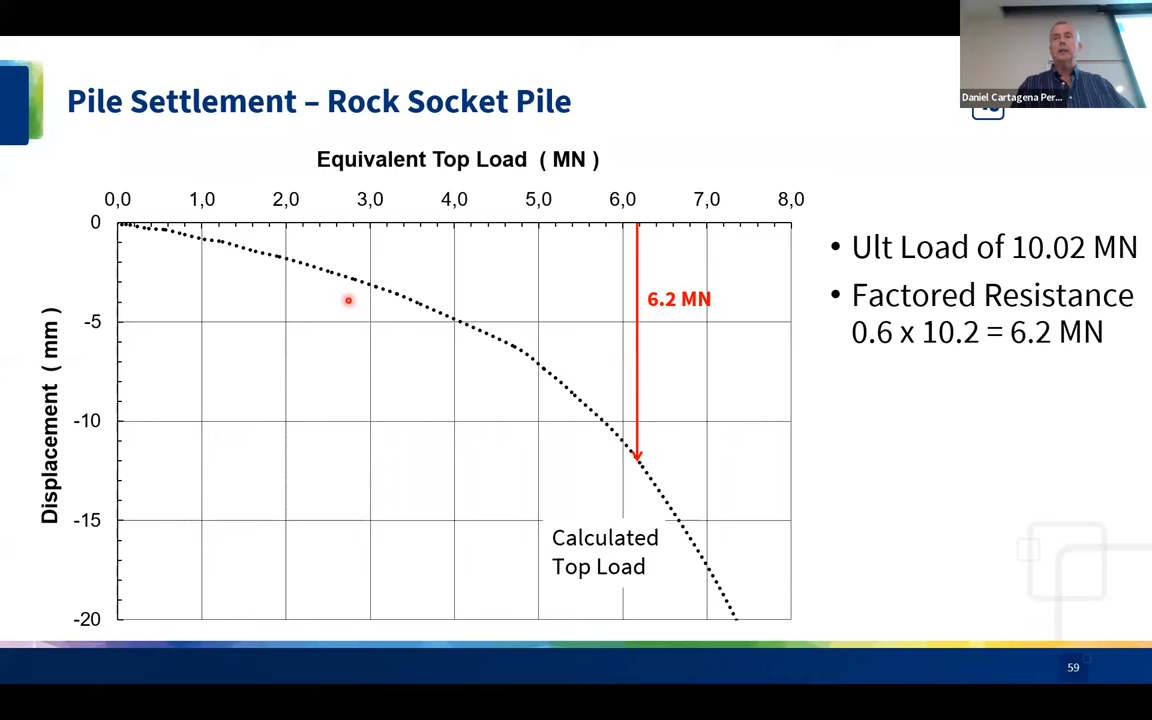 Daniel Cartagena Per...
Pile Settlement – Rock Socket Pile
Equivalent Top Load ( MN )
0,0 1,0 2,0 3,0 4,0 5,0 6,0 7,0 8,0
0
-5
-10
-15
-20
Displacement ( mm )
6.2 MN
Calculated
Top Load
• Ult Load of 10.02 MN
• Factored Resistance
0.6 x 10.2 = 6.2 MN
59